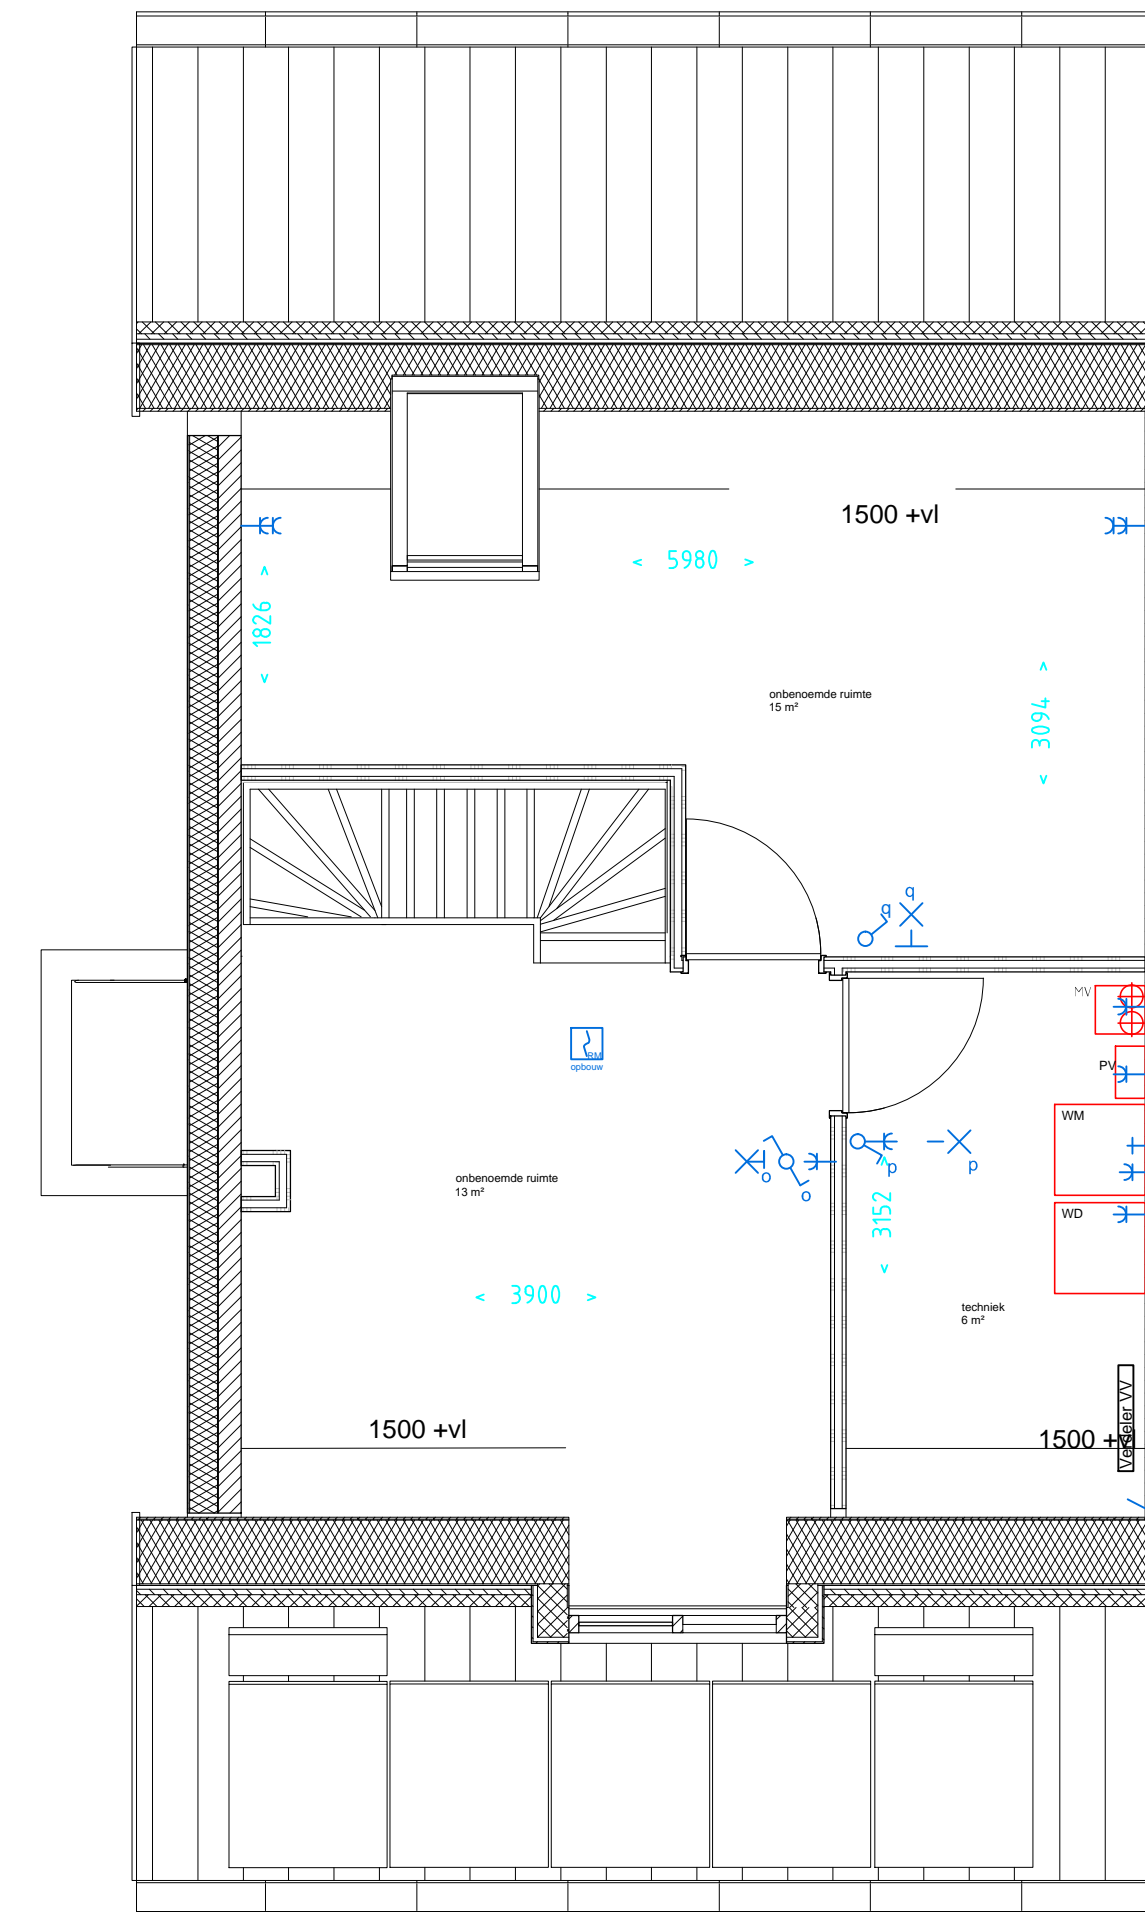 1500 +vl
5980
1826
onbenoemde ruimte
15 m²
3094
q
q
MV
PV
RM
opbouw
WM
o
o
p
p
onbenoemde ruimte
13 m²
3152
WD
3900
techniek
6 m²
1500 +vl
1500 +vl
Verdeler VV